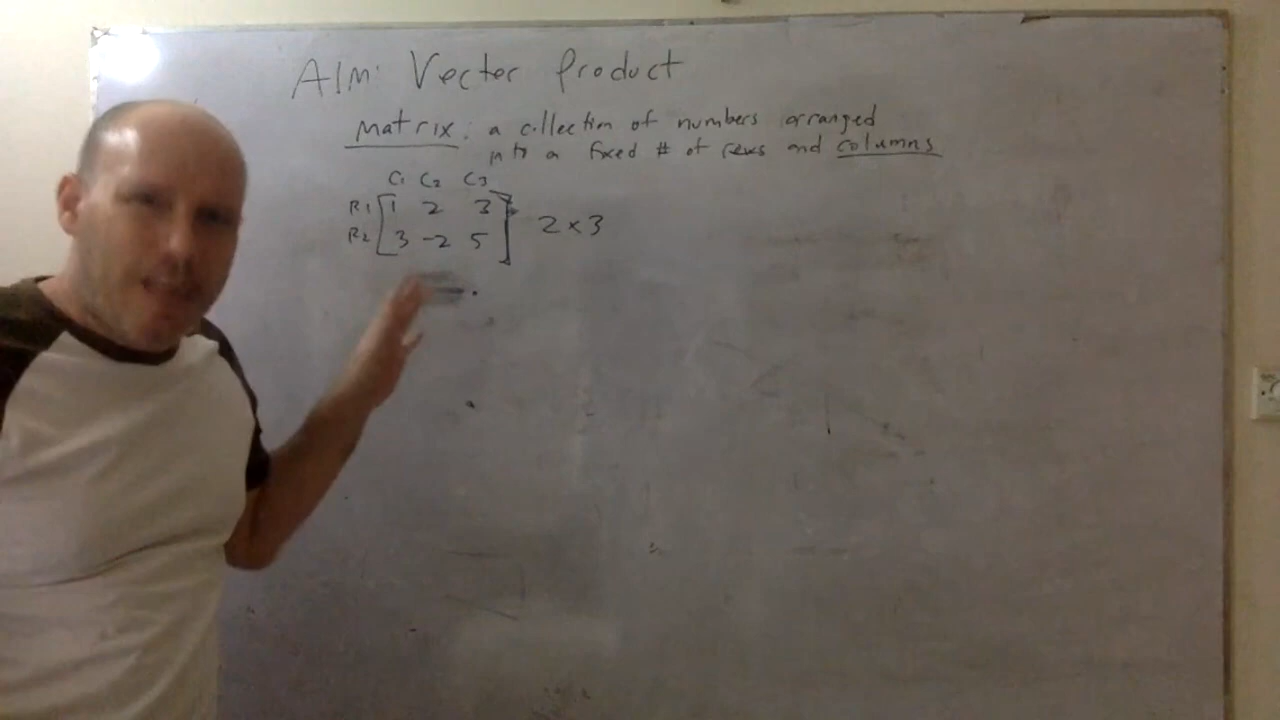 AIM: Vector Product
matrix: a collection of numbers arranged
into a fixed # of rows and columns
C1 C2 C3
R1 [1 2 3]
R2 [3 -2 5] 2 × 3